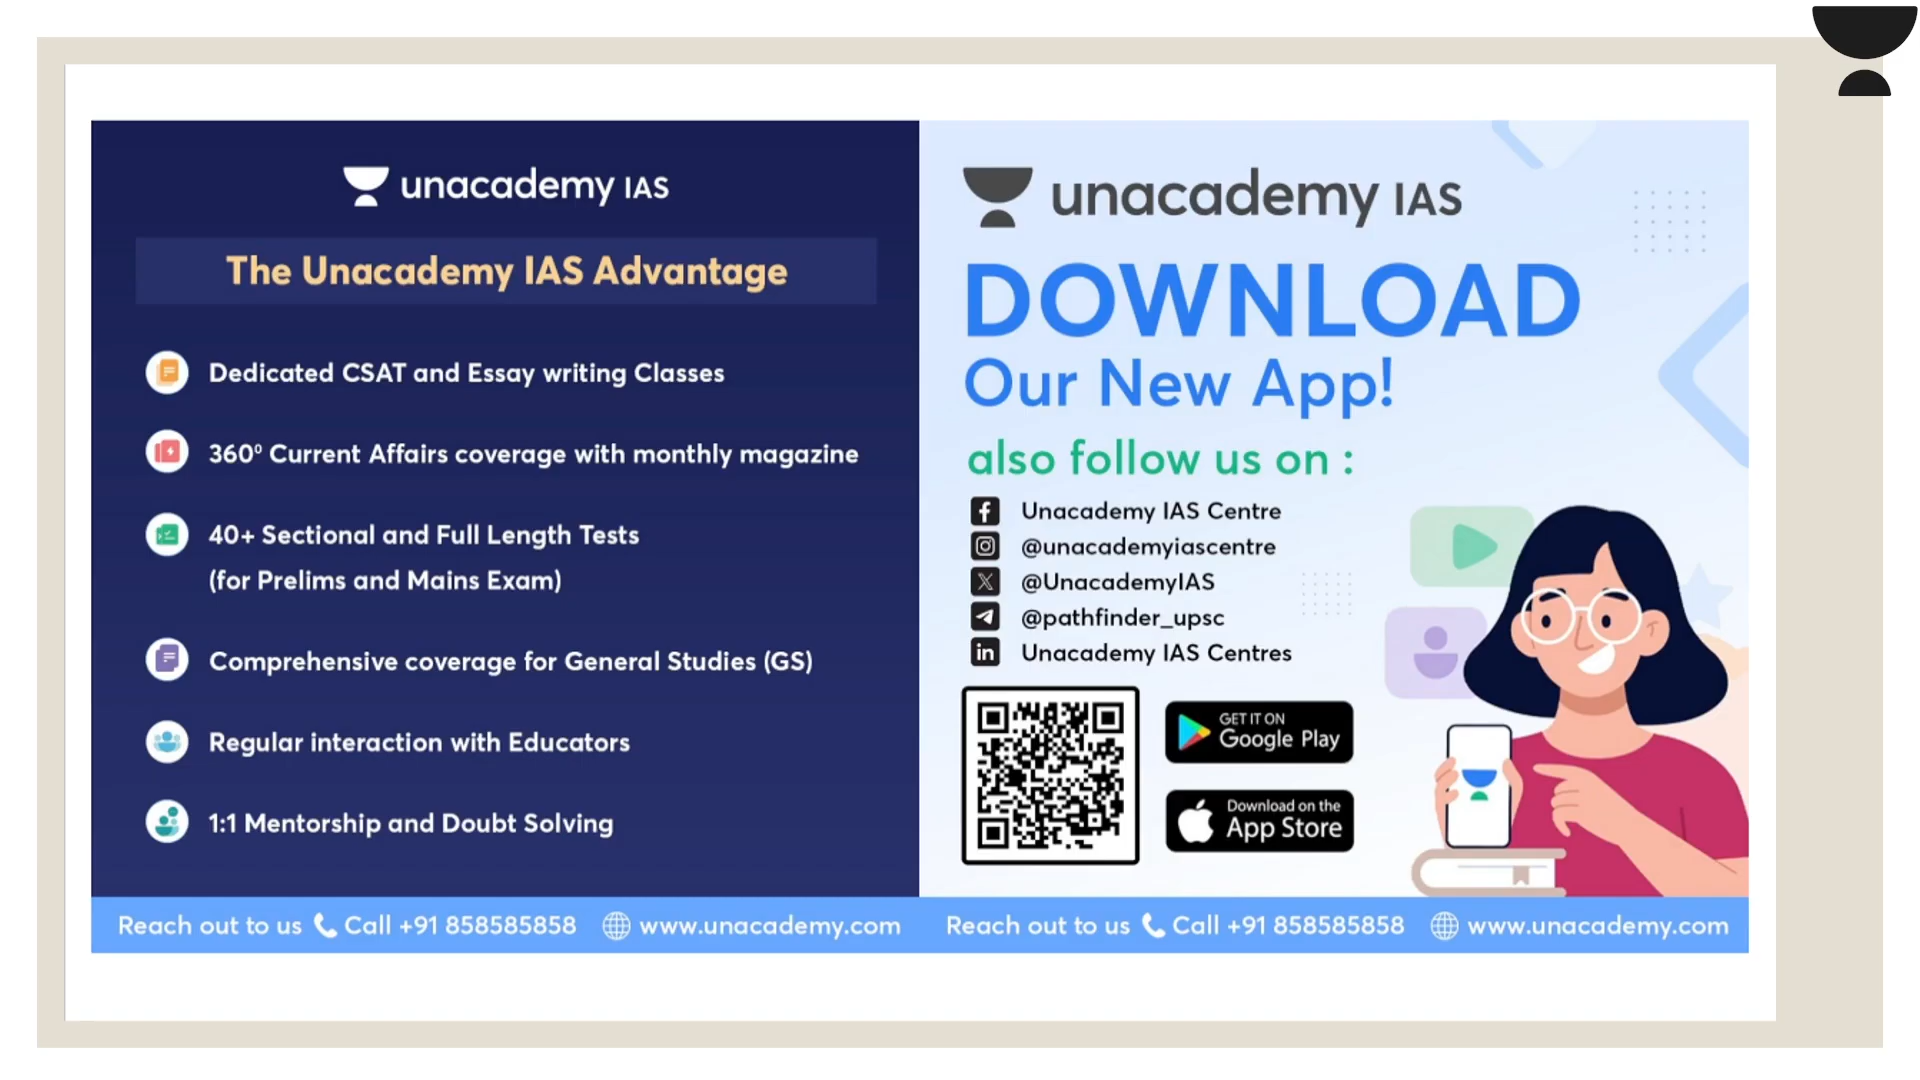 unacademy IAS
The Unacademy IAS Advantage
Dedicated CSAT and Essay writing Classes
360⁰ Current Affairs coverage with monthly magazine
40+ Sectional and Full Length Tests
(for Prelims and Mains Exam)
Comprehensive coverage for General Studies (GS)
Regular interaction with Educators
1:1 Mentorship and Doubt Solving
Reach out to us Call +91 858585858 www.unacademy.com
unacademy IAS
DOWNLOAD
Our New App!
also follow us on :
Unacademy IAS Centre
@unacademyiascentre
@UnacademyIAS
@pathfinder_upsc
Unacademy IAS Centres
GET IT ON
Google Play
Download on the
App Store
Reach out to us Call +91 858585858 www.unacademy.com